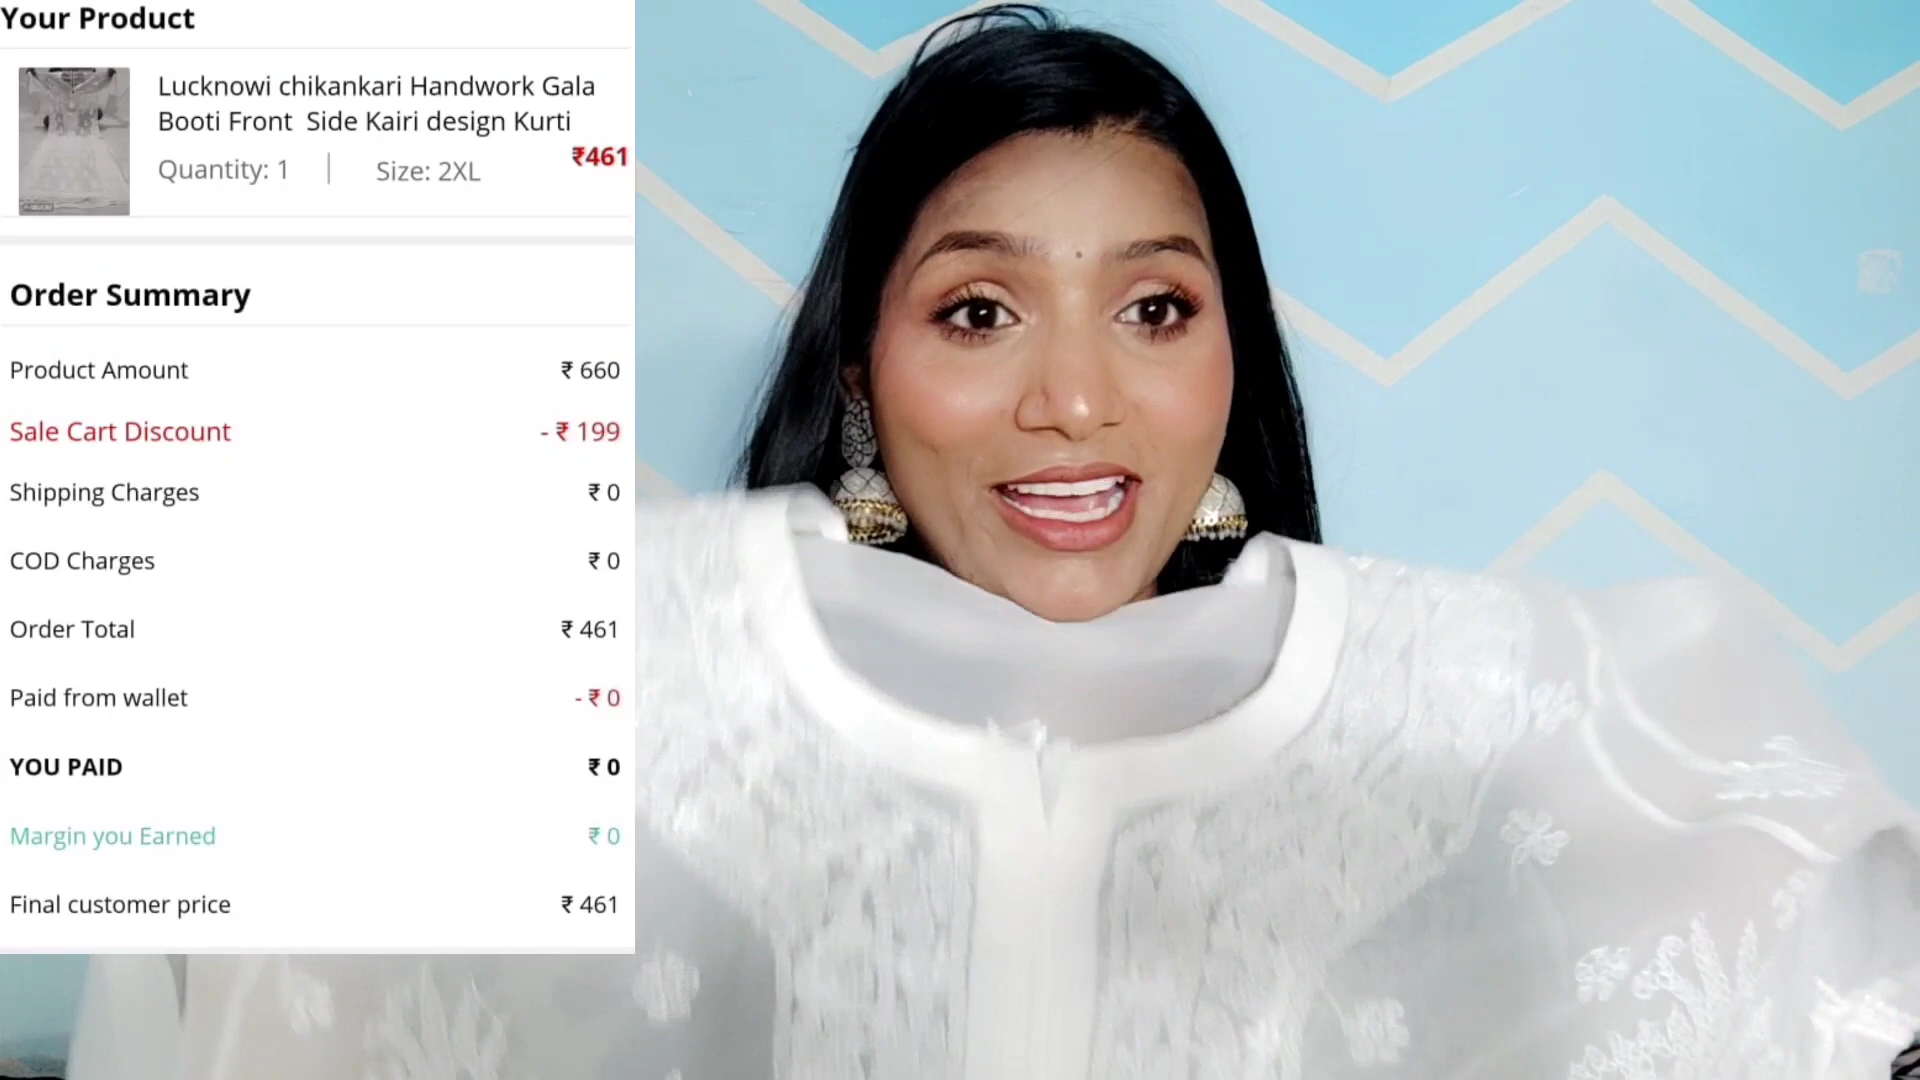 Your Product
Lucknowi chikankari Handwork Gala
Booti Front Side Kairi design Kurti
₹461
Quantity: 1 | Size: 2XL
Order Summary
Product Amount ₹ 660
Sale Cart Discount - ₹ 199
Shipping Charges ₹ 0
COD Charges ₹ 0
Order Total ₹ 461
Paid from wallet - ₹ 0
YOU PAID ₹ 0
Margin you Earned ₹ 0
Final customer price ₹ 461